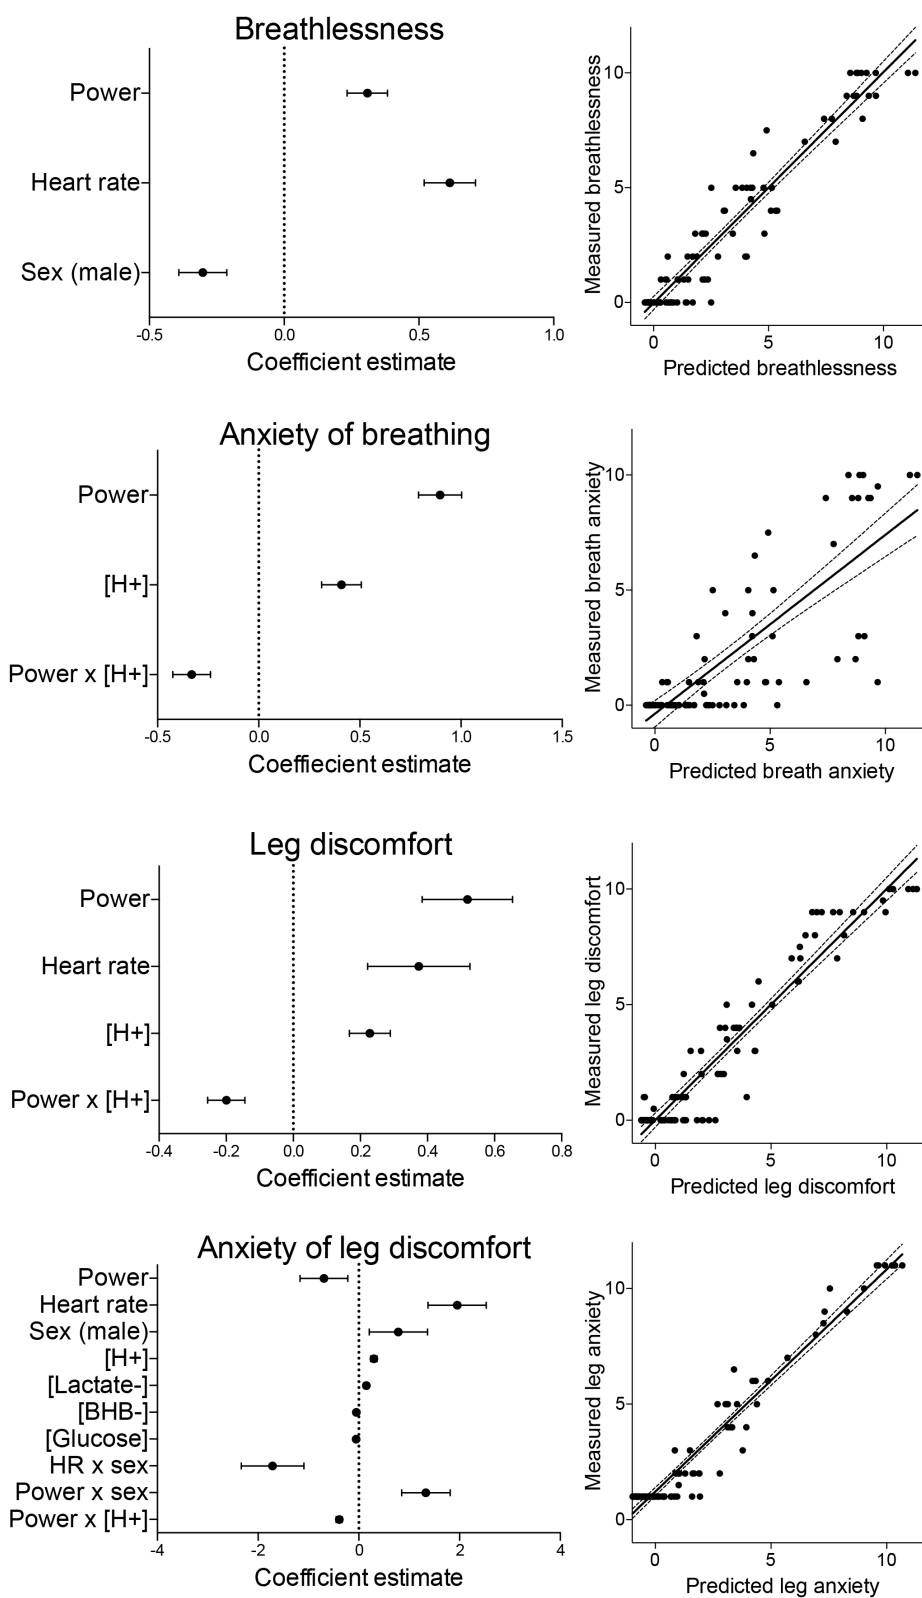 Breathlessness
Power
Heart rate
Sex (male)
-0.5 0.0 0.5 1.0
Coefficient estimate
Measured breathlessness
10
5
0
0 5 10
Predicted breathlessness
Anxiety of breathing
Power
[H+]
Power x [H+]
-0.5 0.0 0.5 1.0 1.5
Coeffiecient estimate
Measured breath anxiety
10
5
0
0 5 10
Predicted breath anxiety
Leg discomfort
Power
Heart rate
[H+]
Power x [H+]
-0.4 -0.2 0.0 0.2 0.4 0.6 0.8
Coefficient estimate
Measured leg discomfort
10
5
0
0 5 10
Predicted leg discomfort
Anxiety of leg discomfort
Power
Heart rate
Sex (male)
[H+]
[Lactate-]
[BHB-]
[Glucose]
HR x sex
Power x sex
Power x [H+]
-4 -2 0 2 4
Coefficient estimate
Measured leg anxiety
10
5
0
0 5 10
Predicted leg anxiety